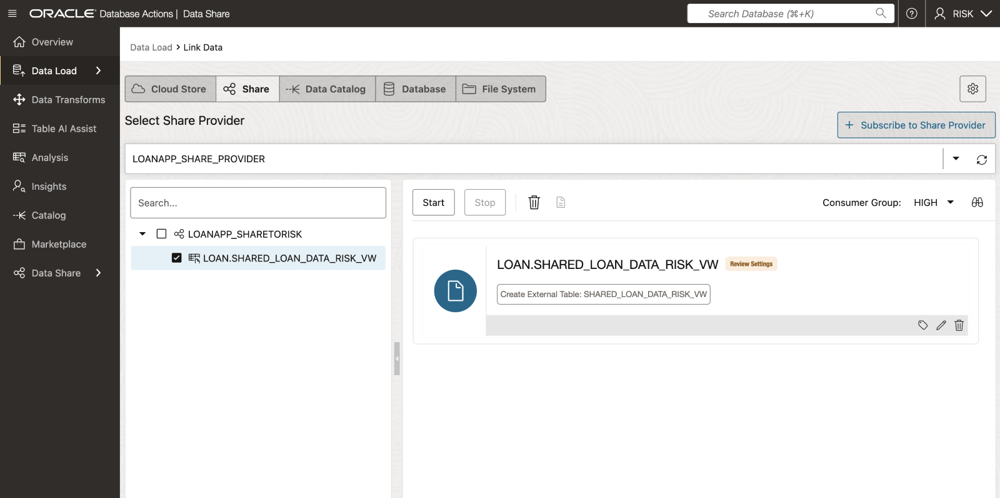 ORACLE Database Actions | Data Share
Search Database (⌘+K)
RISK
Overview
Data Load
Data Transforms
Table AI Assist
Analysis
Insights
Catalog
Marketplace
Data Share
Data Load > Link Data
Cloud Store Share Data Catalog Database File System
Select Share Provider
+ Subscribe to Share Provider
LOANAPP_SHARE_PROVIDER
Search...
LOANAPP_SHARETORISK
LOAN.SHARED_LOAN_DATA_RISK_VW
Start Stop
Consumer Group: HIGH
LOAN.SHARED_LOAN_DATA_RISK_VW Review Settings
Create External Table: SHARED_LOAN_DATA_RISK_VW